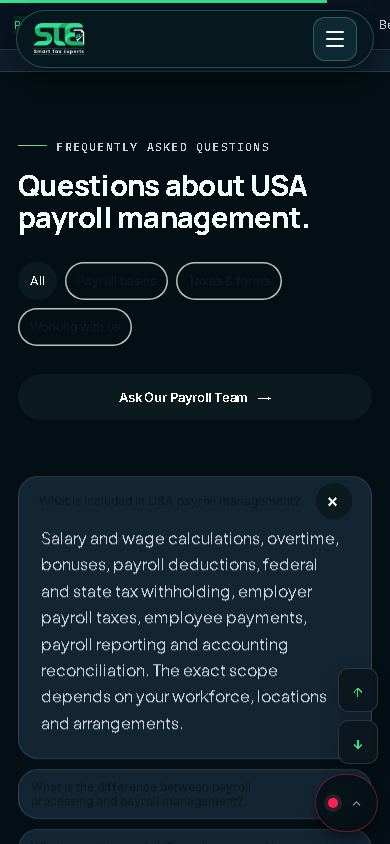 STE
Smart Tax Experts
FREQUENTLY ASKED QUESTIONS
Questions about USA
payroll management.
All
Payroll basics
Taxes & forms
Working with us
Ask Our Payroll Team →
What is included in USA payroll management?
×
Salary and wage calculations, overtime,
bonuses, payroll deductions, federal
and state tax withholding, employer
payroll taxes, employee payments,
payroll reporting and accounting
reconciliation. The exact scope
depends on your workforce, locations
and arrangements.
What is the difference between payroll
processing and payroll management?